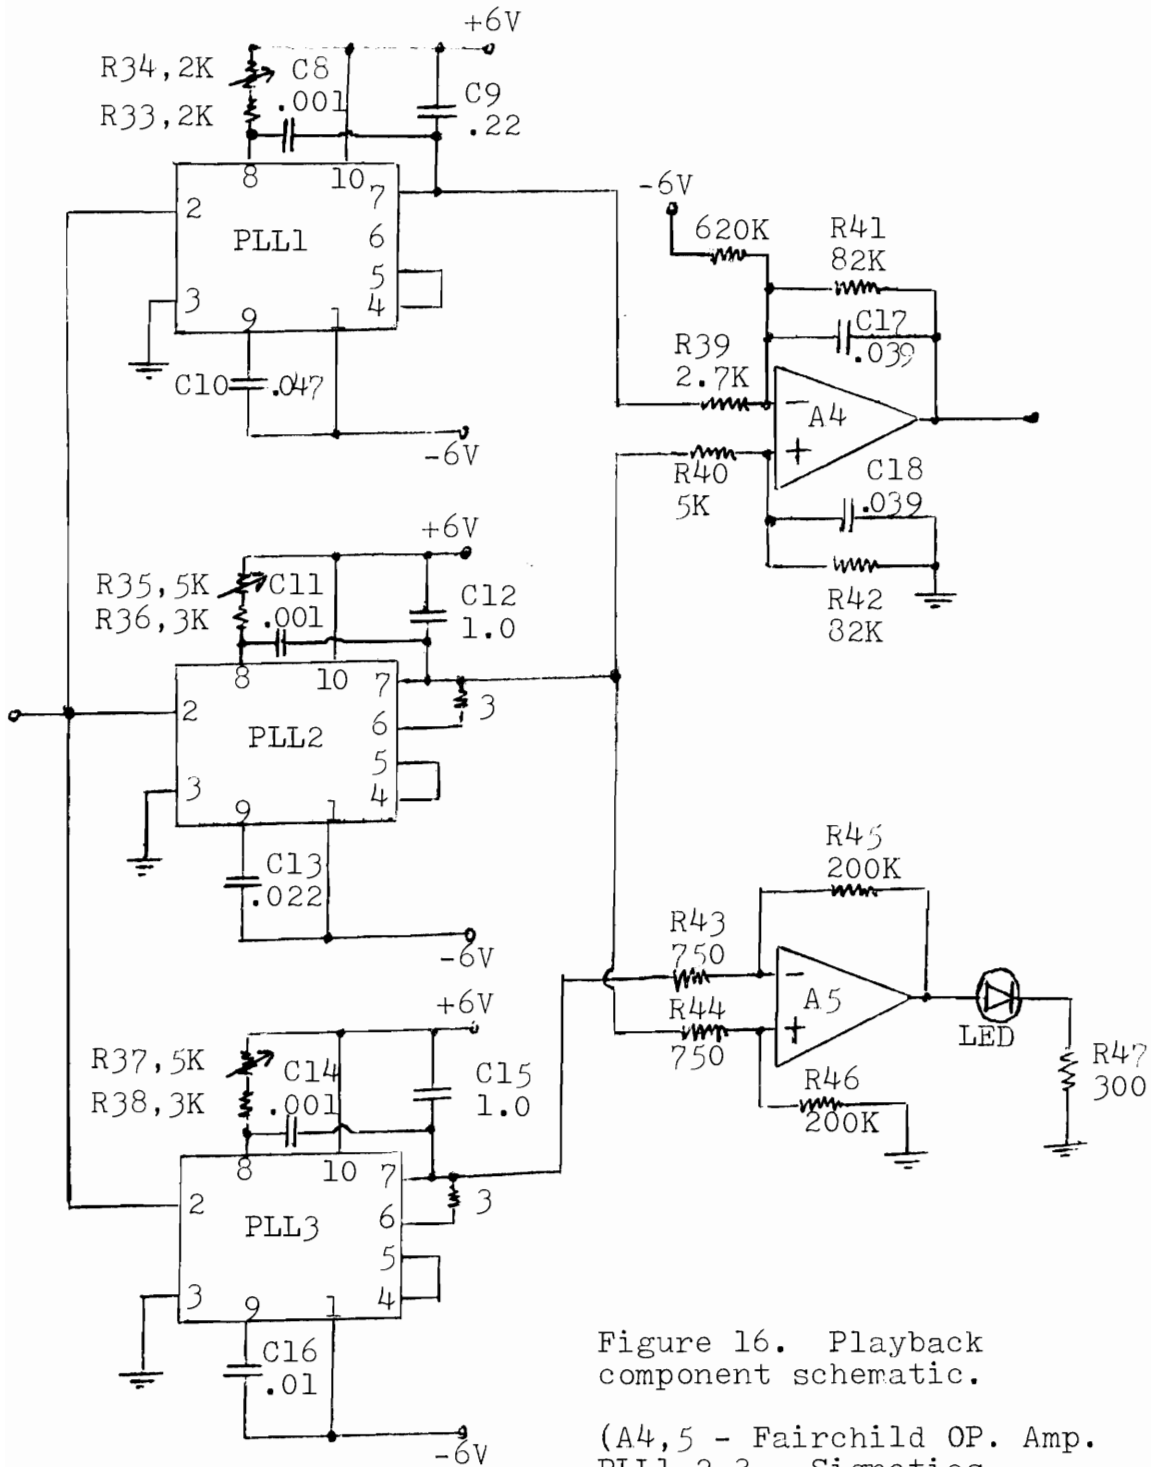 +6V
R34,2K
C8
R33,2K
.001
C9
.22
8
10
7
2
-6V
PLL1
6
620K
R41
82K
5
3
4
9
1
C17
.039
R39
2.7K
C10
.047
A4
-
+
-6V
R40
5K
C18
.039
+6V
R35,5K
C11
R36,3K
.001
C12
1.0
R42
82K
8
10
7
2
3
6
PLL2
5
3
4
9
1
C13
.022
R45
200K
R43
750
-6V
-
A5
+
+6V
R44
750
LED
R37,5K
C14
R38,3K
.001
C15
1.0
R46
200K
R47
300
8
10
7
2
3
6
PLL3
5
3
4
9
1
C16
.01
-6V
Figure 16. Playback
component schematic.
(A4,5 - Fairchild OP. Amp.